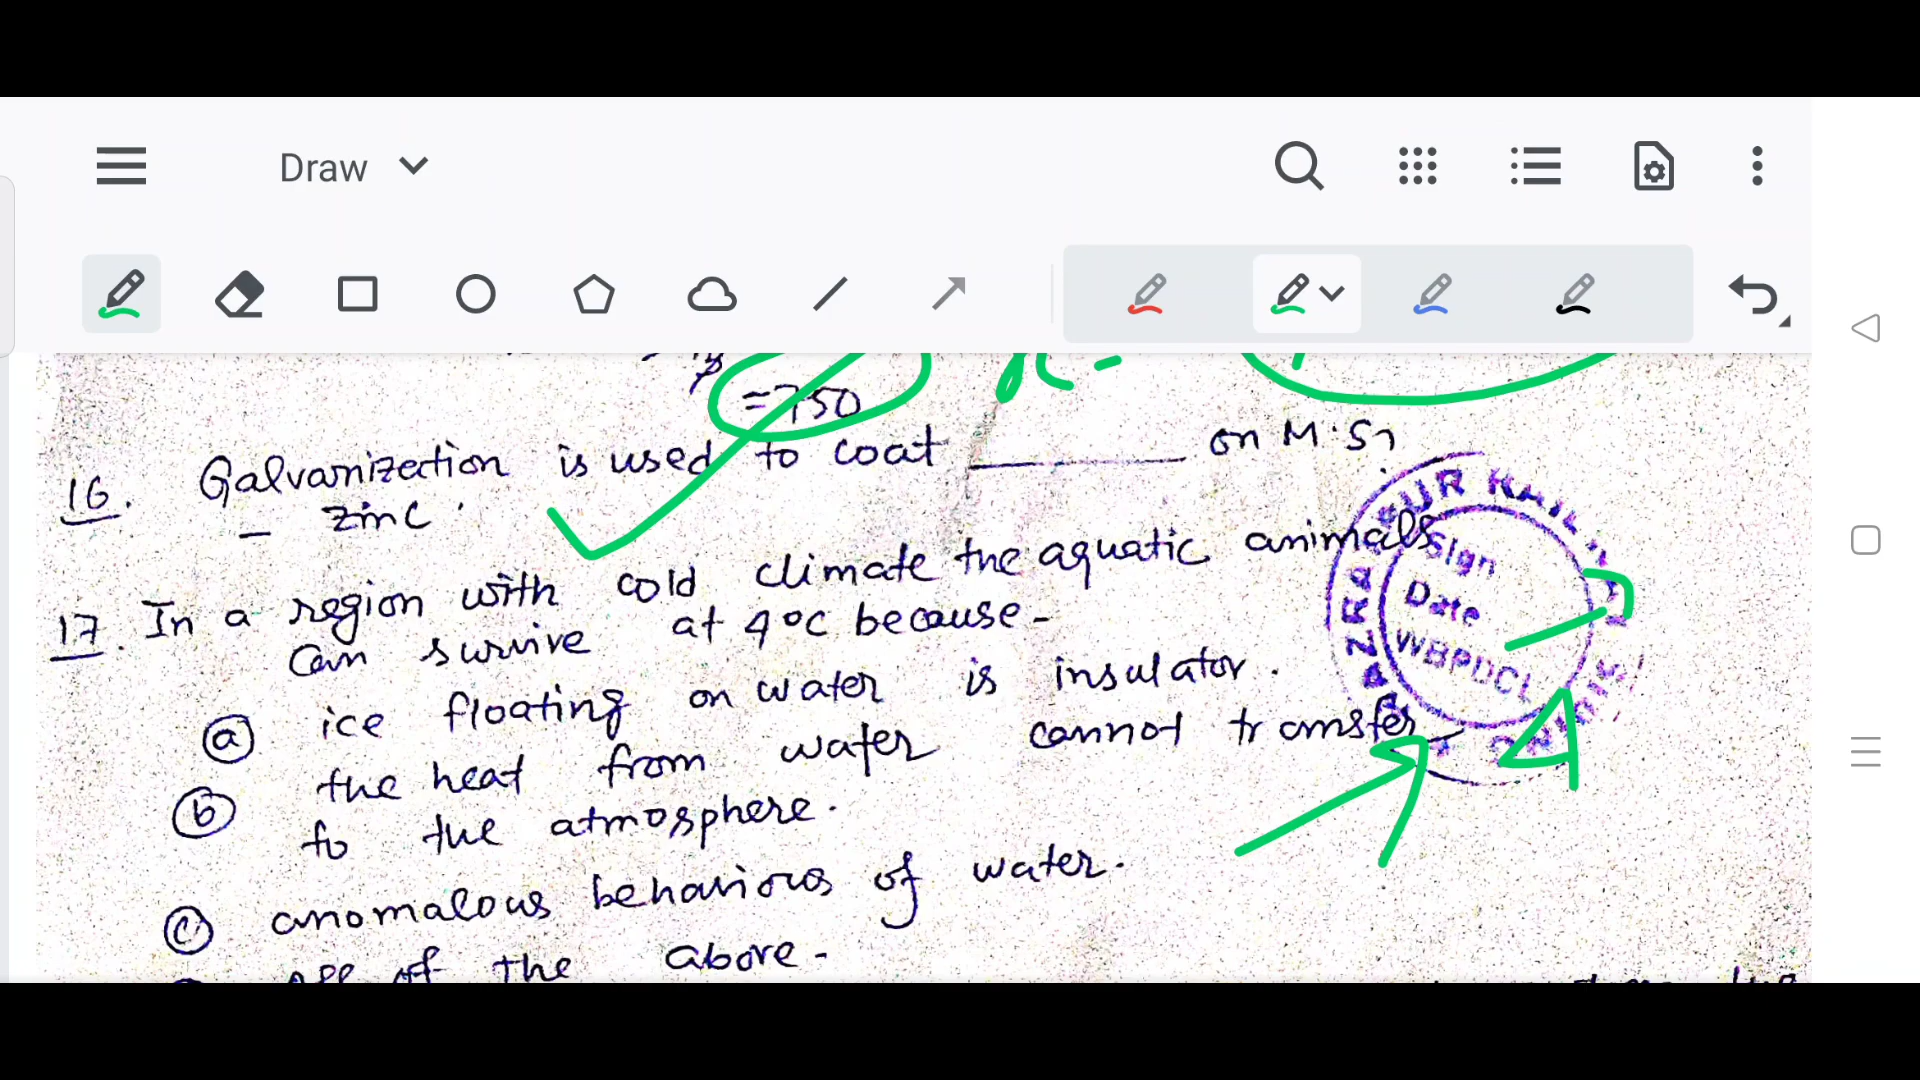 Draw
= 750
16. Galvanization is used to coat ________ on M.S,
– zinc.
17. In a region with cold climate the aquatic animals
can survive at 4°C because -
(a) ice floating on water is insulator.
(b) the heat from water cannot transfer
to the atmosphere.
(c) anomalous behavious of water.
all of the above -
Sign
Date
WBPDCL